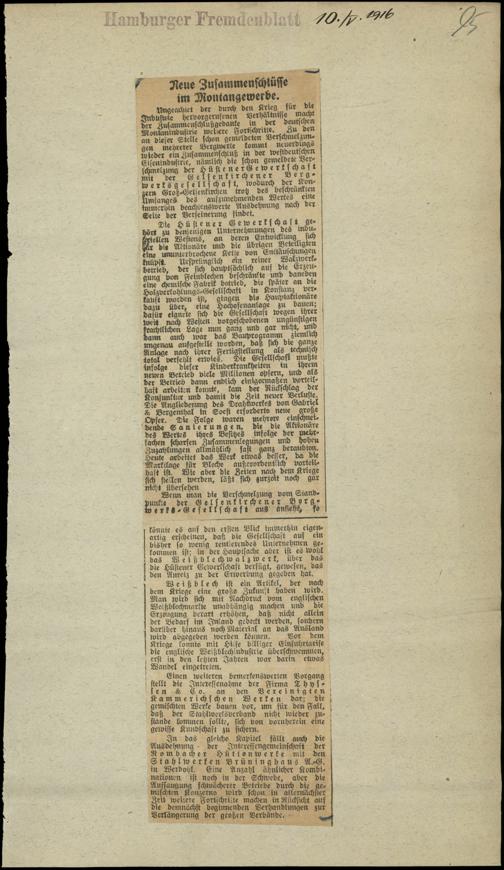 Hamburger Fremdenblatt 10. V. 1916
95
Neue Zusammenschlüsse
im Montangewerbe.
Ungeachtet der durch den Krieg für die
Industrie hervorgerufenen Verhältnisse macht
der Zusammenschlußgedanke in der deutschen
Montanindustrie weitere Fortschritte. Zu den
an dieser Stelle schon gemeldeten Verschmelzun-
gen mehrerer Bergwerke kommt neuerdings
wieder ein Zusammenschluß in der westdeutschen
Eisenindustrie, nämlich die schon gemeldete Ver-
schmelzung der Hüstener Gewerkschaft
mit der Gelsenkirchener Berg-
werksgesellschaft, wodurch der Kon-
zern Groß-Gelsenkirchen trotz des beschränkten
Umfanges des aufzunehmenden Werkes eine
immerhin beachtenswerte Ausdehnung nach der
Seite der Verfeinerung findet.
Die Hüstener Gewerkschaft ge-
hört zu denjenigen Unternehmungen des indu-
striellen Westens, an deren Entwicklung sich
für die Aktionäre und die übrigen Beteiligten
eine ununterbrochene Kette von Enttäuschungen
knüpft. Ursprünglich ein reiner Walzwerk-
betrieb, der sich hauptsächlich auf die Erzeu-
gung von Feinblechen beschränkte und daneben
eine chemische Fabrik betrieb, die später an die
Holzverkohlungs-Gesellschaft in Konstanz ver-
kauft worden ist, gingen die Hauptaktionäre
dazu über, eine Hochofenanlage zu bauen;
dafür eignete sich die Gesellschaft wegen ihrer
weit nach Westen vorgeschobenen ungünstigen
frachtlichen Lage nun ganz und gar nicht, und
dann auch war das Bauprogramm ziemlich
ungenau aufgestellt worden, daß sich die ganze
Anlage nach ihrer Fertigstellung als technisch
total verfehlt erwies. Die Gesellschaft mußte
infolge dieser Kinderkrankheiten in ihrem
neuen Betrieb viele Millionen opfern, und als
der Betrieb dann endlich einigermaßen vorteil-
haft arbeiten konnte, kam der Rückschlag der
Konjunktur und damit die Zeit neuer Verluste.
Die Angliederung des Drahtwerkes von Gabriel
& Bergenthal in Soest erforderte neue große
Opfer. Die Folge waren mehrere einschnei-
dende Sanierungen, die die Aktionäre
des Wertes ihres Besitzes infolge der mehr-
fachen scharfen Zusammenlegungen und hohen
Zuzahlungen allmählich fast ganz beraubten.
Heute arbeitet das Werk etwas besser, da die
Marktlage für Bleche außerordentlich vorteil-
haft ist. Wie aber die Zeiten nach dem Kriege
sich stellen werden, läßt sich zurzeit noch gar
nicht übersehen
Wenn man die Verschmelzung vom Stand-
punkte der Gelsenkirchener Berg-
werks-Gesellschaft aus ansieht, so
könnte es auf den ersten Blick immerhin eigen-
artig erscheinen, daß die Gesellschaft auf ein
bisher so wenig rentierendes Unternehmen ge-
kommen ist; in der Hauptsache aber ist es wohl
das Weißblechwalzwerk, über das
die Hüstener Gewerkschaft verfügt, gewesen, das
den Anreiz zu der Erwerbung gegeben hat.
Weißblech ist ein Artikel, der nach
dem Kriege eine große Zukunft haben wird.
Man wird sich mit Nachdruck vom englischen
Weißblechmarkte unabhängig machen und die
Erzeugung derart erhöhen, daß nicht allein
der Bedarf im Inland gedeckt werden, sondern
darüber hinaus noch Material an das Ausland
wird abgegeben werden können. Vor dem
Kriege konnte mit Hilfe billiger Einfuhrtarife
die englische Weißblechindustrie überschwemmen,
erst in den letzten Jahren war darin etwas
Wandel eingetreten.
Einen weiteren bemerkenswerten Vorgang
stellt die Interessennahme der Firma Thys-
sen & Co. an den Vereinigten
Kammerichschen Werken dar; die
gemischten Werke bauen vor, um für den Fall,
daß der Stahlwerksverband nicht wieder zu-
stande kommen sollte, sich von vornherein eine
gewisse Kundschaft zu sichern.
In das gleiche Kapitel fällt auch die
Ausdehnung der Interessengemeinschaft der
Rombacher Hüttenwerke mit den
Stahlwerken Brüninghaus A.-G.
in Werdohl. Eine Anzahl ähnlicher Kombi-
nationen ist noch in der Schwebe, aber die
Aufsaugung schwächerer Betriebe durch die ge-
mischten Konzerne wird schon in allernächster
Zeit weitere Fortschritte machen in Rücksicht auf
die demnächst beginnenden Verhandlungen zur
Verlängerung der großen Verbände.